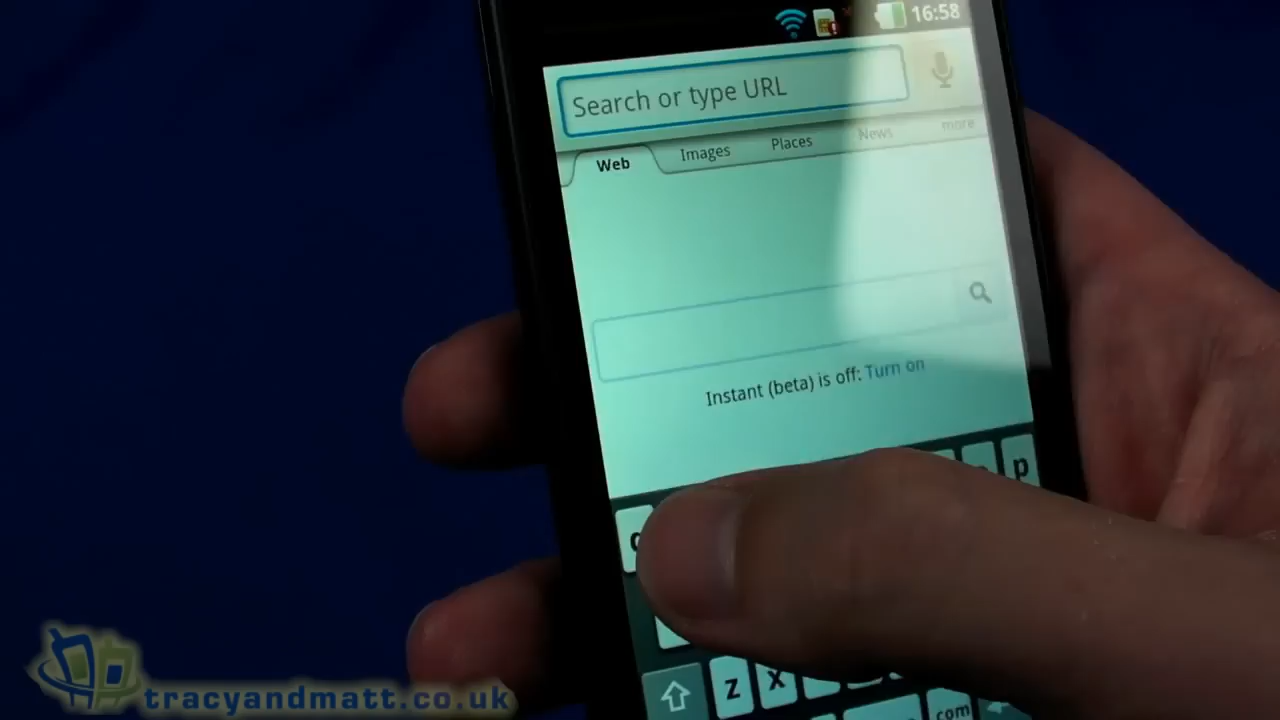 16:58
Search or type URL
Web Images Places News more
Instant (beta) is off: Turn on
p
z x
com
tracyandmatt.co.uk